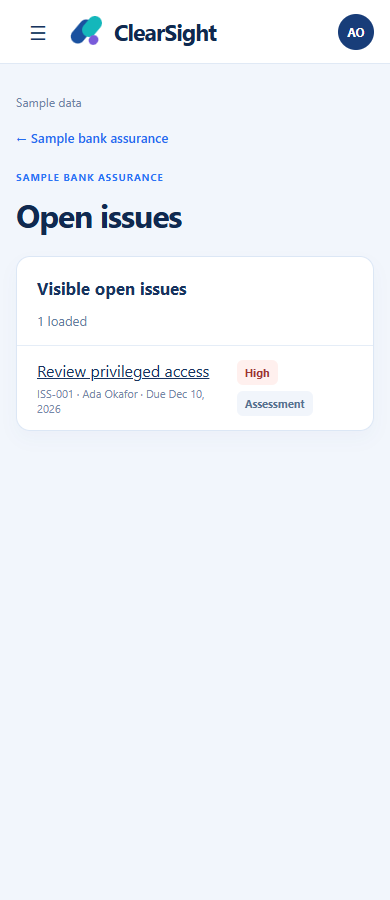 ☰ ClearSight AO
Sample data
← Sample bank assurance
SAMPLE BANK ASSURANCE
Open issues
Visible open issues
1 loaded
Review privileged access
High
ISS-001 · Ada Okafor · Due Dec 10,
2026
Assessment